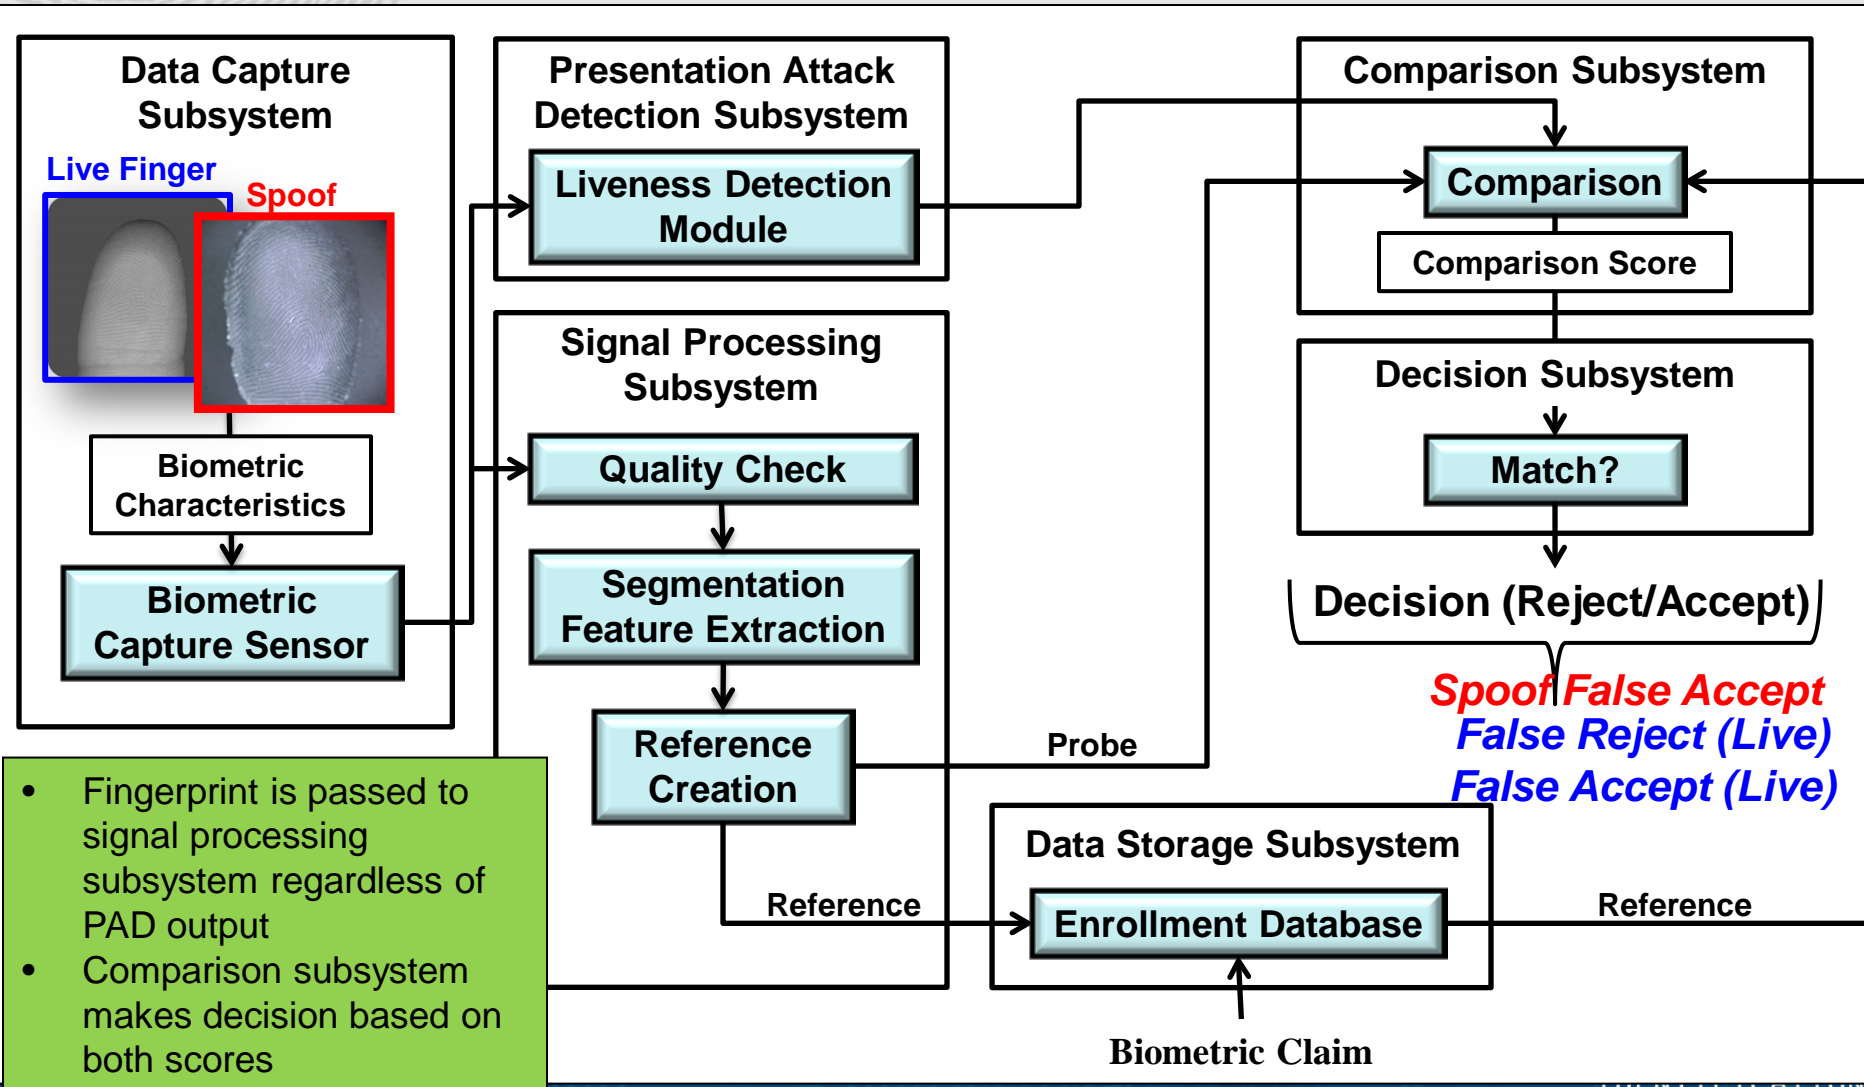 Data Capture
Subsystem
Live Finger
Spoof
Biometric
Characteristics
Biometric
Capture Sensor
Presentation Attack
Detection Subsystem
Liveness Detection
Module
Signal Processing
Subsystem
Quality Check
Segmentation
Feature Extraction
Reference
Creation
Probe
Reference
Data Storage Subsystem
Enrollment Database
Reference
Biometric Claim
Comparison Subsystem
Comparison
Comparison Score
Decision Subsystem
Match?
Decision (Reject/Accept)
Spoof False Accept
False Reject (Live)
False Accept (Live)
• Fingerprint is passed to
signal processing
subsystem regardless of
PAD output
• Comparison subsystem
makes decision based on
both scores